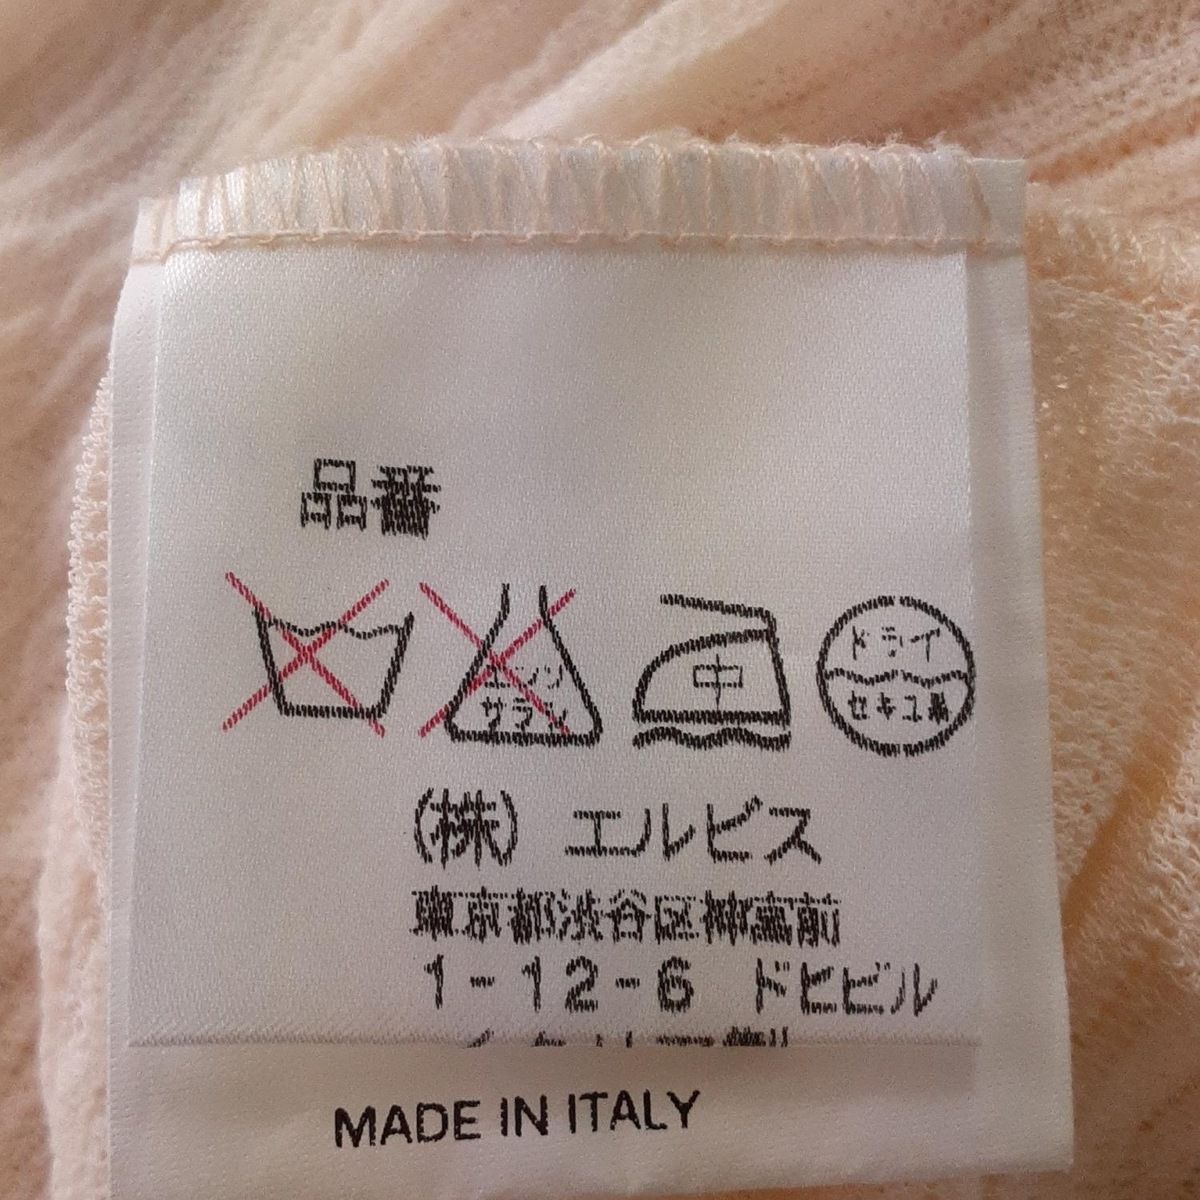 品番
エンソ
サラシ
中
ドライ
セキユ系
(株) エルビス
東京都渋谷区神宮前
1-12-6 ドヒビル
MADE IN ITALY